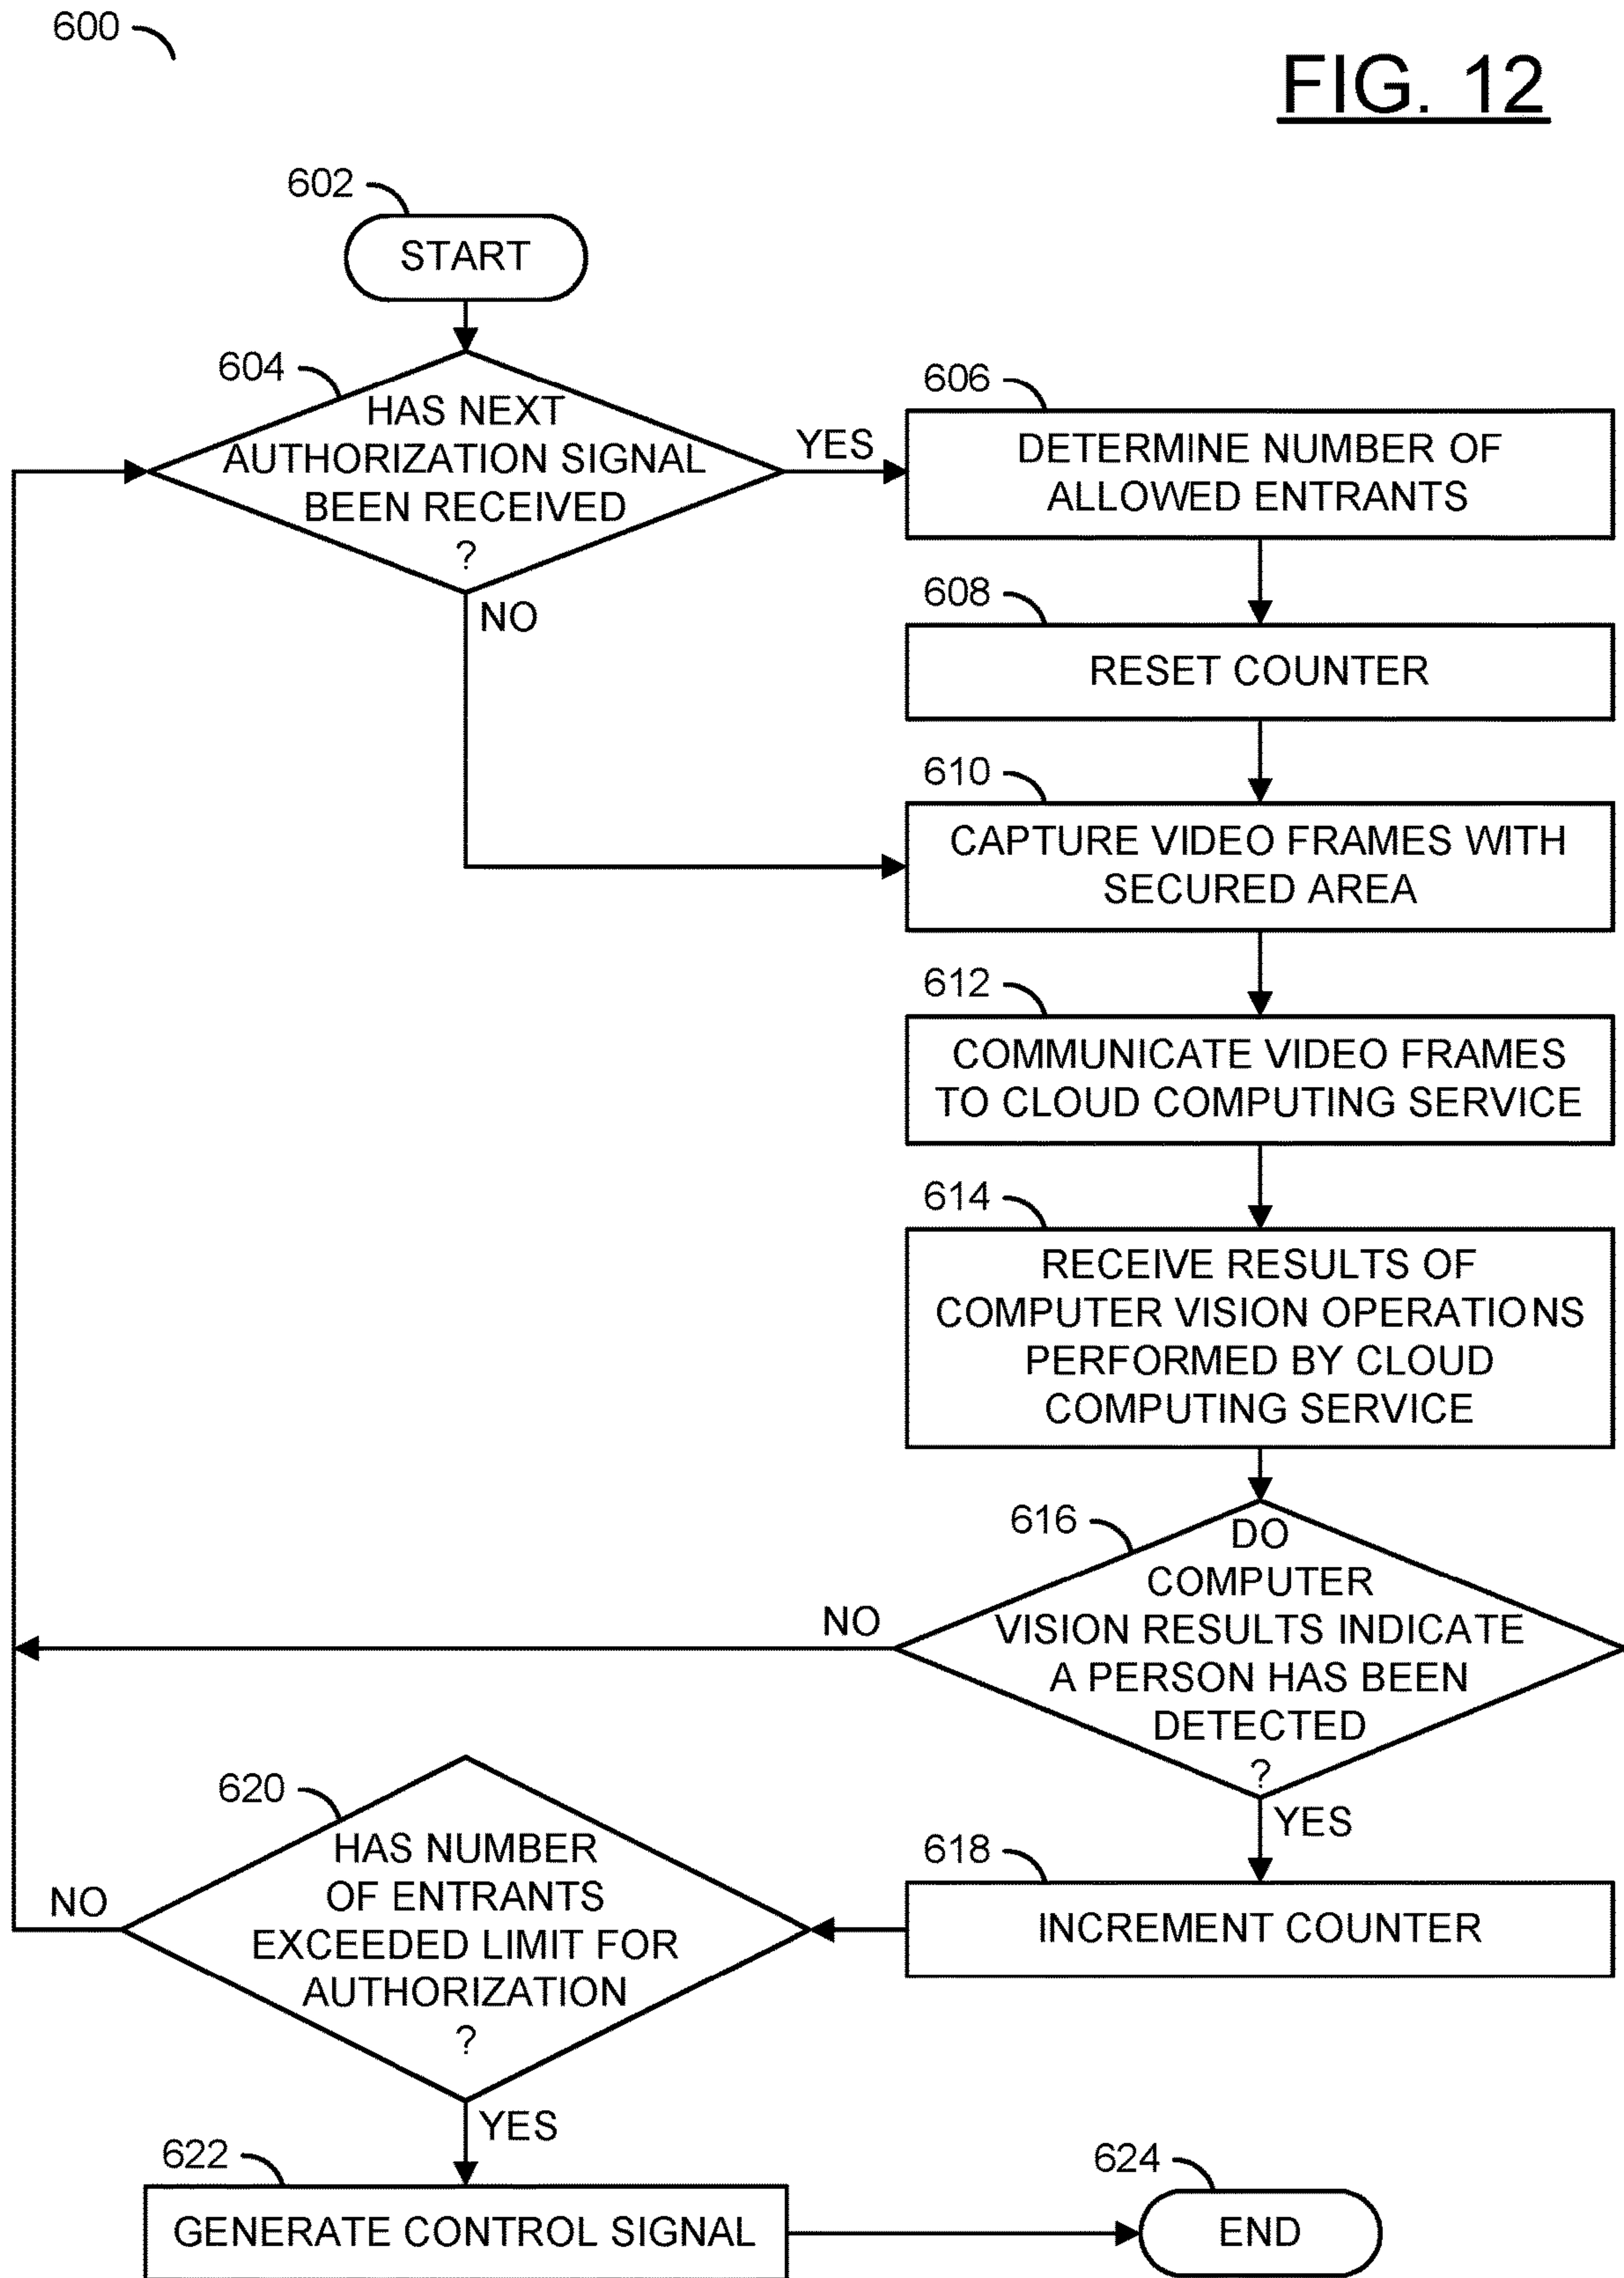 600
FIG. 12
602
START
604
HAS NEXT
AUTHORIZATION SIGNAL
BEEN RECEIVED
?
YES
NO
606
DETERMINE NUMBER OF
ALLOWED ENTRANTS
608
RESET COUNTER
610
CAPTURE VIDEO FRAMES WITH
SECURED AREA
612
COMMUNICATE VIDEO FRAMES
TO CLOUD COMPUTING SERVICE
614
RECEIVE RESULTS OF
COMPUTER VISION OPERATIONS
PERFORMED BY CLOUD
COMPUTING SERVICE
616
DO
COMPUTER
VISION RESULTS INDICATE
A PERSON HAS BEEN
DETECTED
?
NO
YES
618
INCREMENT COUNTER
620
HAS NUMBER
OF ENTRANTS
EXCEEDED LIMIT FOR
AUTHORIZATION
?
NO
YES
622
GENERATE CONTROL SIGNAL
624
END